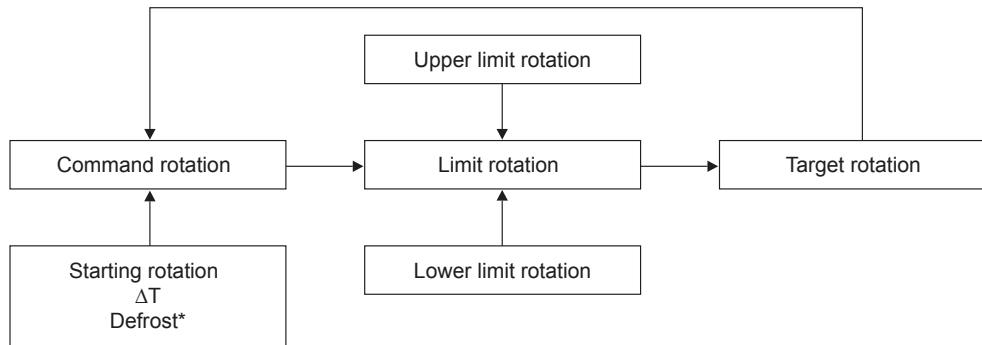 Upper limit rotation
Command rotation
Limit rotation
Target rotation
Starting rotation
ΔT
Defrost*
Lower limit rotation